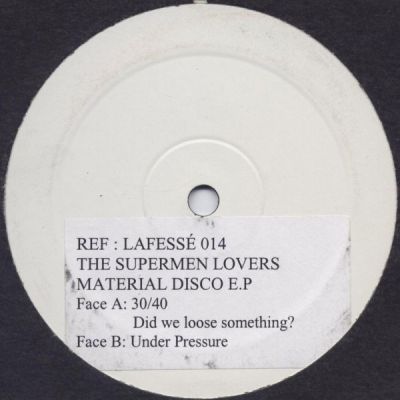 REF : LAFESSÉ 014
THE SUPERMEN LOVERS
MATERIAL DISCO E.P
Face A: 30/40
Did we loose something?
Face B: Under Pressure